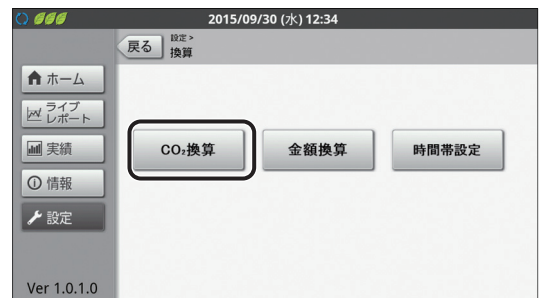 2015/09/30 (水) 12:34
戻る
設定 >
換算
ホーム
ライブ
レポート
実績
情報
設定
CO₂換算
金額換算
時間帯設定
Ver 1.0.1.0